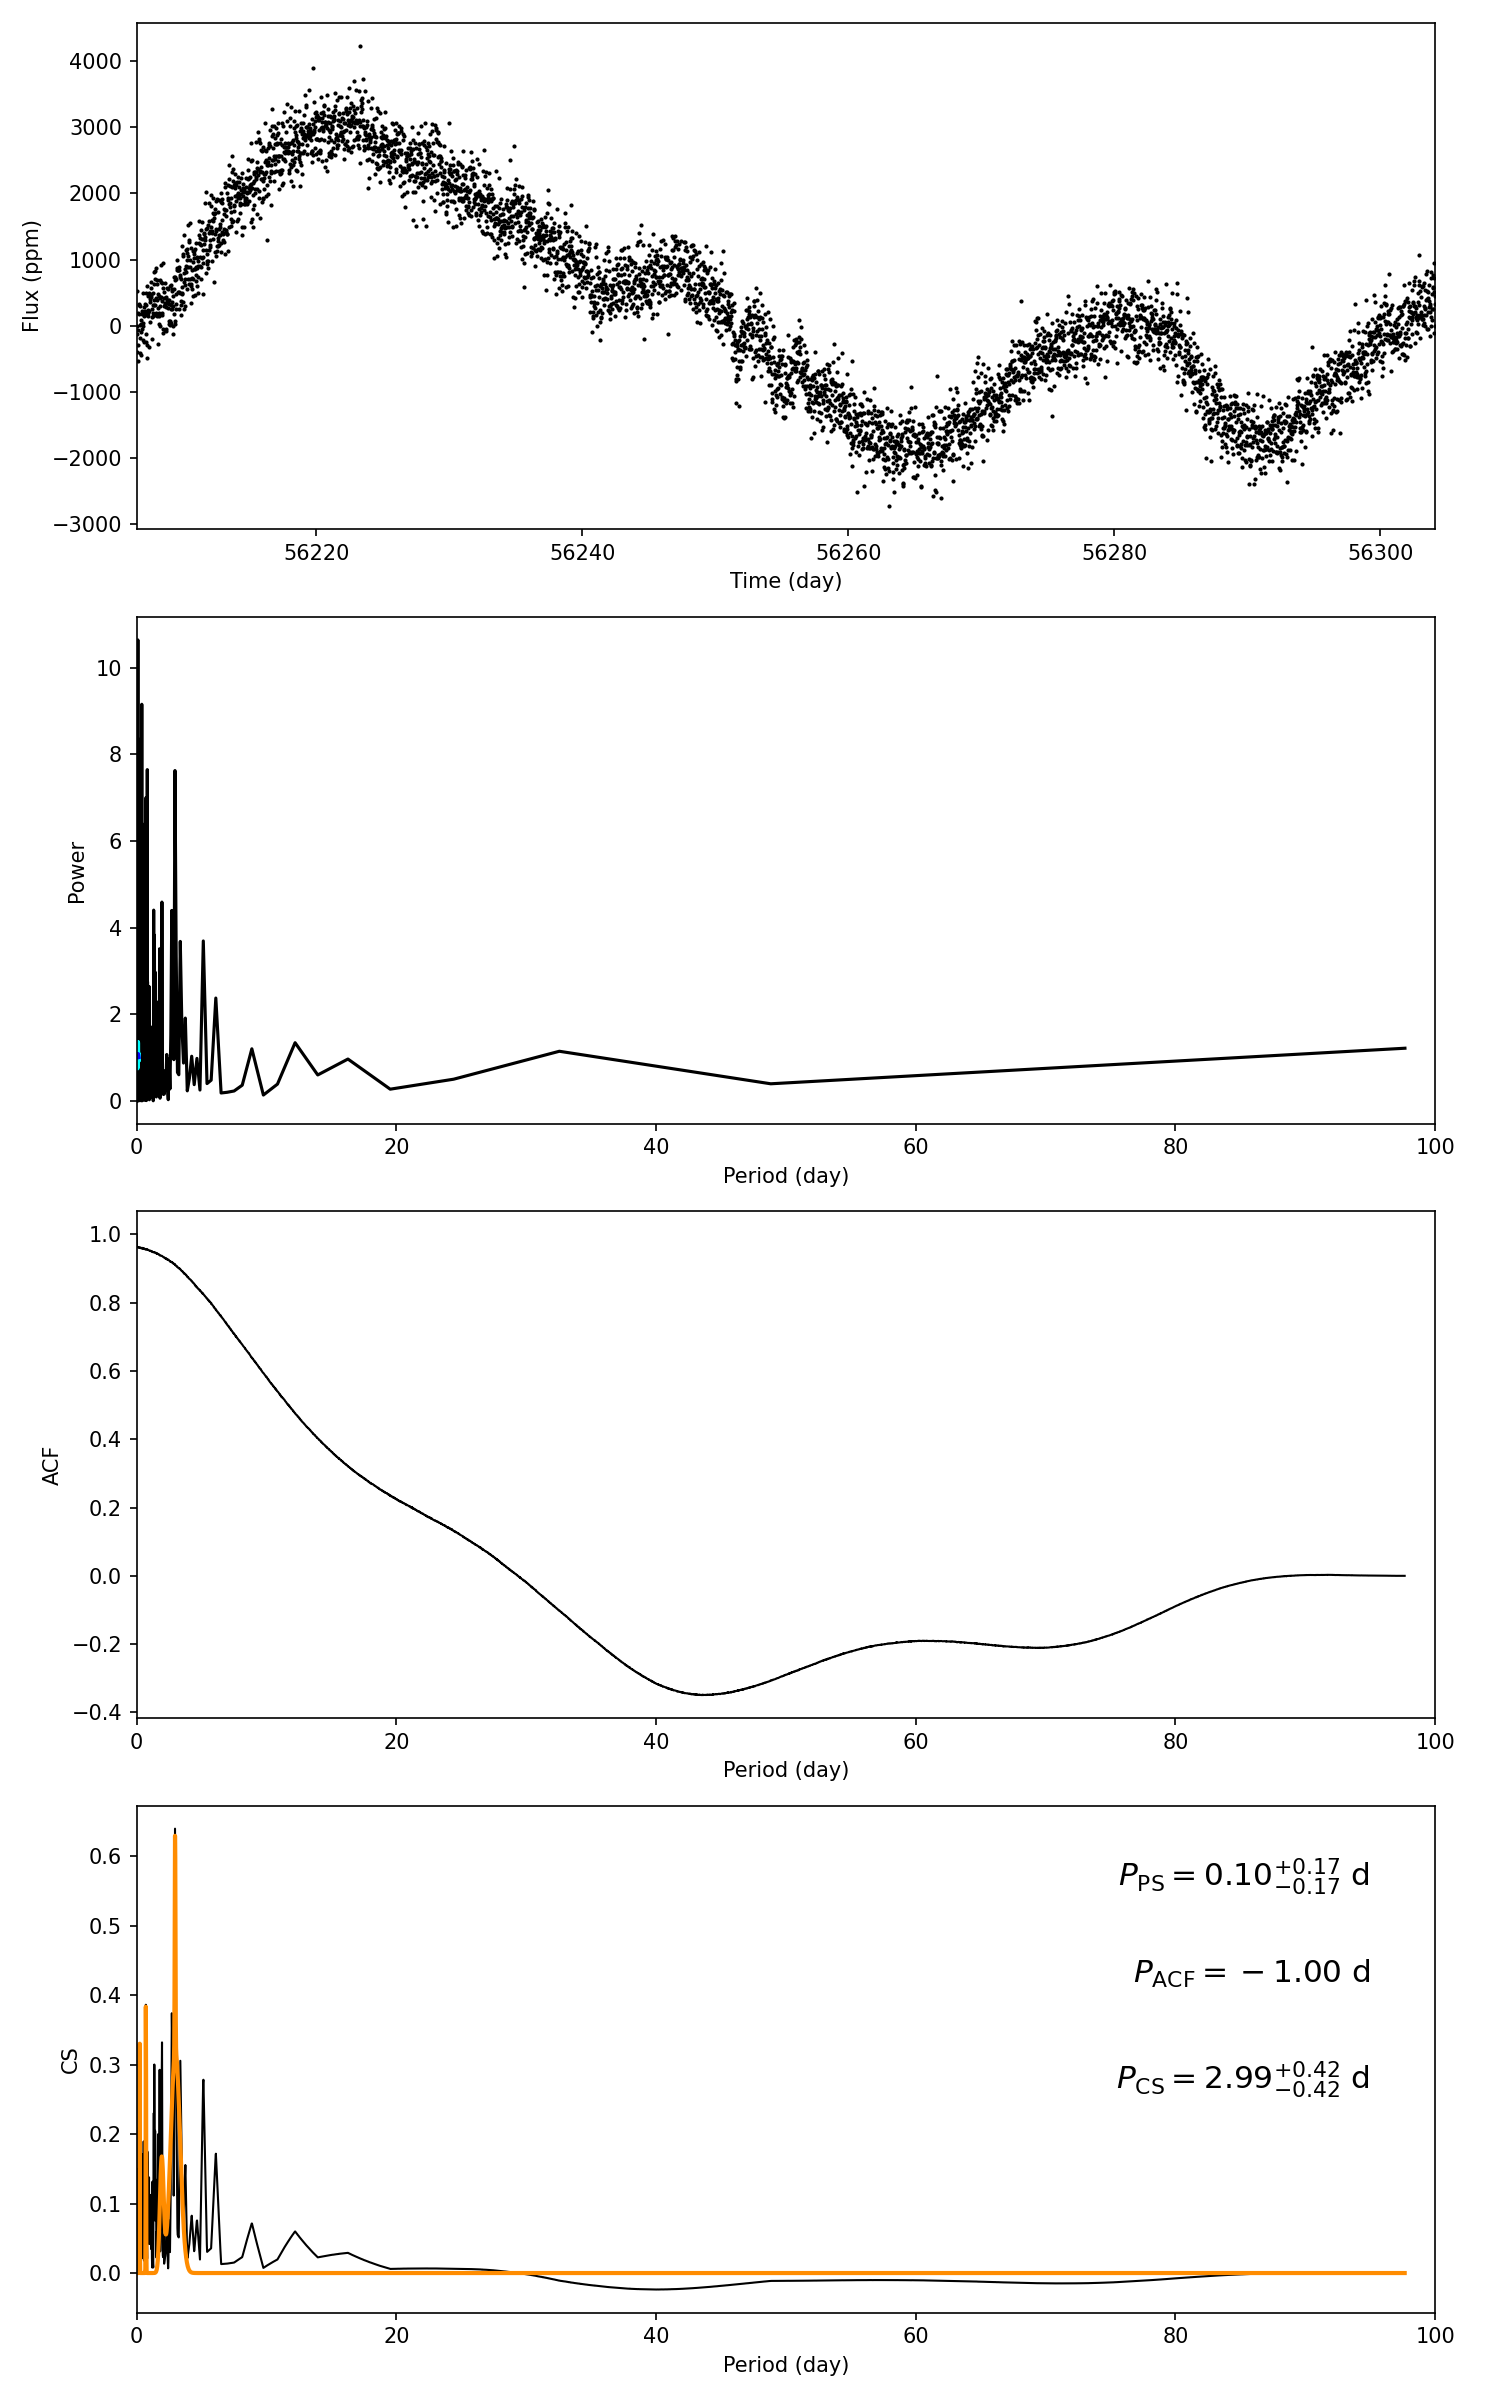 4000
3000
2000
1000
0
−1000
−2000
−3000
Flux (ppm)
56220 56240 56260 56280 56300
Time (day)
10
8
6
4
2
0
Power
0 20 40 60 80 100
Period (day)
1.0
0.8
0.6
0.4
0.2
0.0
−0.2
−0.4
ACF
0 20 40 60 80 100
Period (day)
0.6
0.5
0.4
0.3
0.2
0.1
0.0
CS
P_PS = 0.10^{+0.17}_{−0.17} d
P_ACF = −1.00 d
P_CS = 2.99^{+0.42}_{−0.42} d
0 20 40 60 80 100
Period (day)